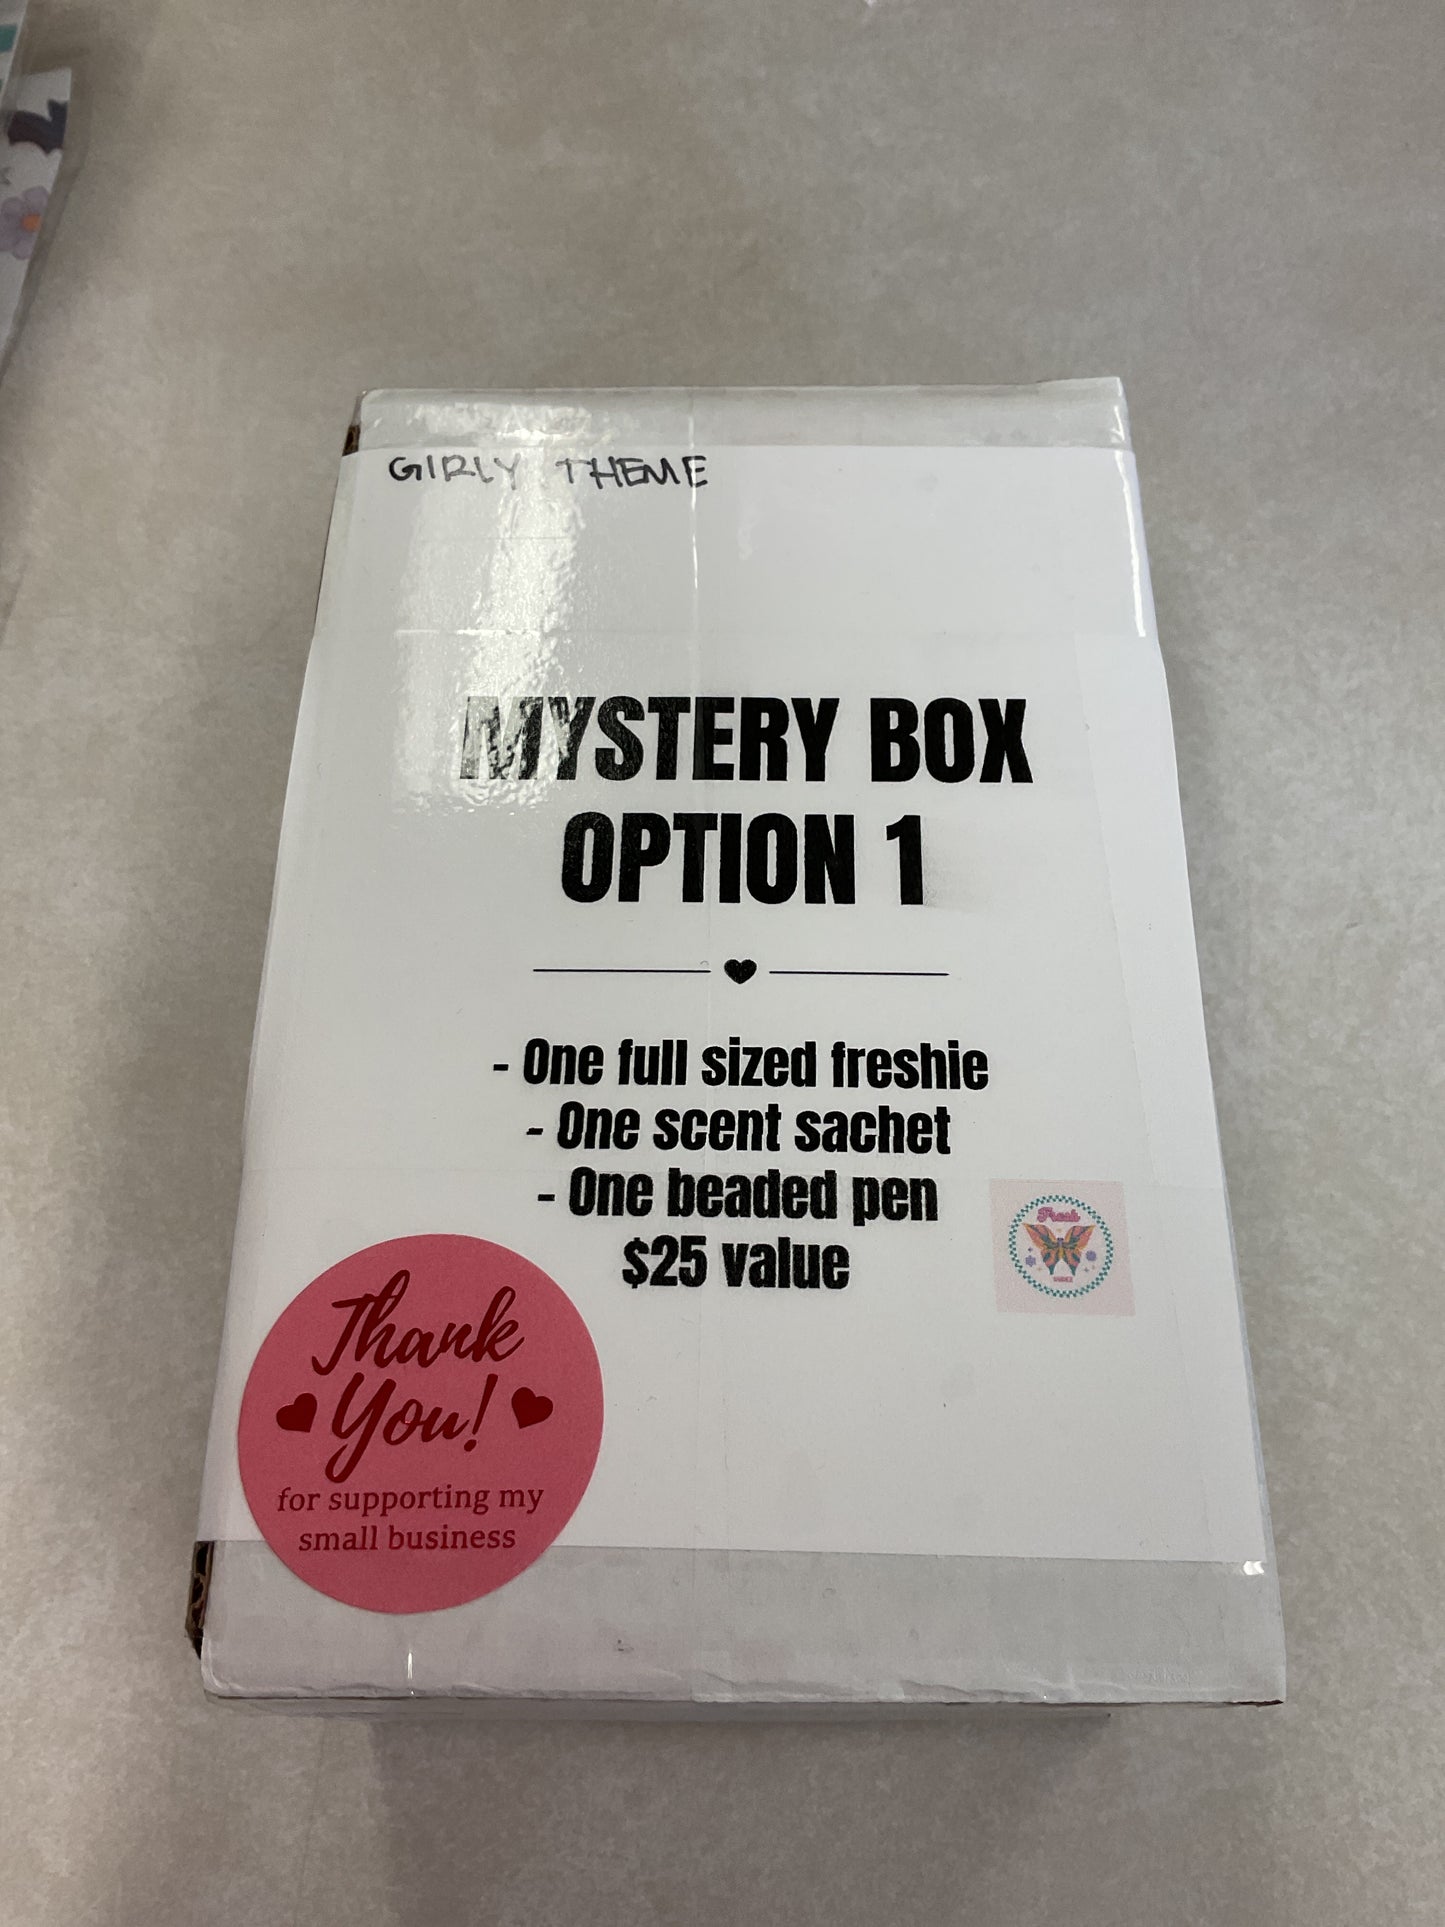 GIRLY THEME
MYSTERY BOX
OPTION 1
- One full sized freshie
- One scent sachet
- One beaded pen
$25 value
Fresh
Thank
You!
for supporting my
small business